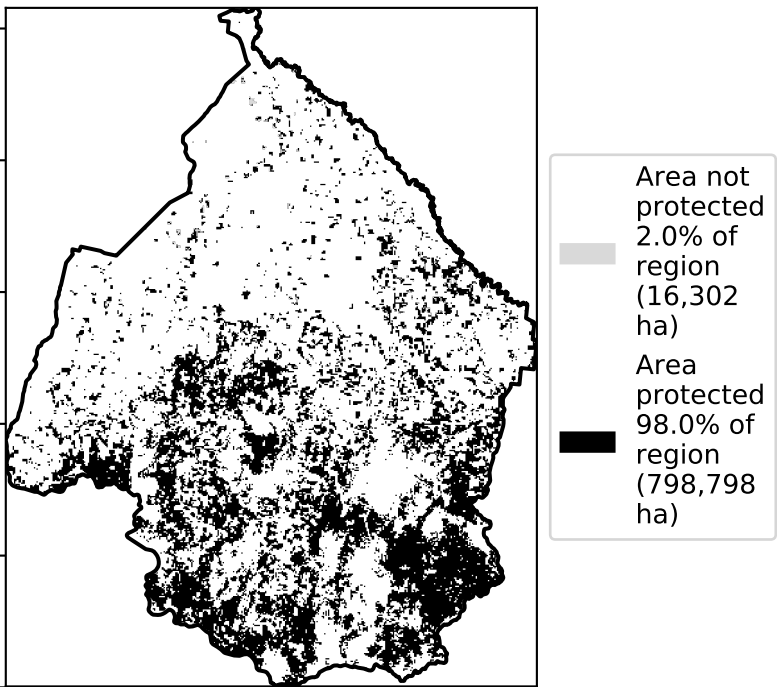 Area not
protected
2.0% of
region
(16,302
ha)
Area
protected
98.0% of
region
(798,798
ha)